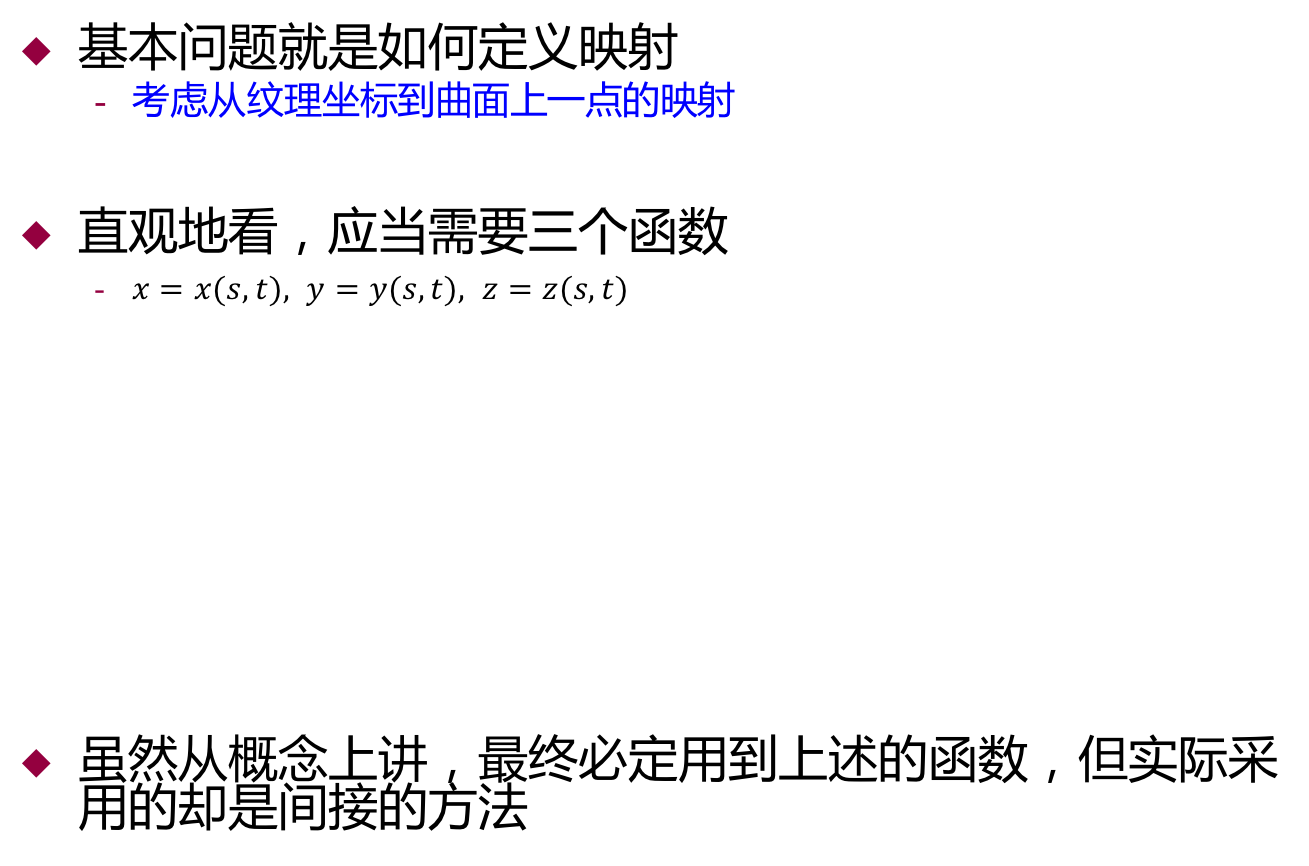 ◆ 基本问题就是如何定义映射
- 考虑从纹理坐标到曲面上一点的映射
◆ 直观地看，应当需要三个函数
- x = x(s,t), y = y(s,t), z = z(s,t)
◆ 虽然从概念上讲，最终必定用到上述的函数，但实际采
用的却是间接的方法